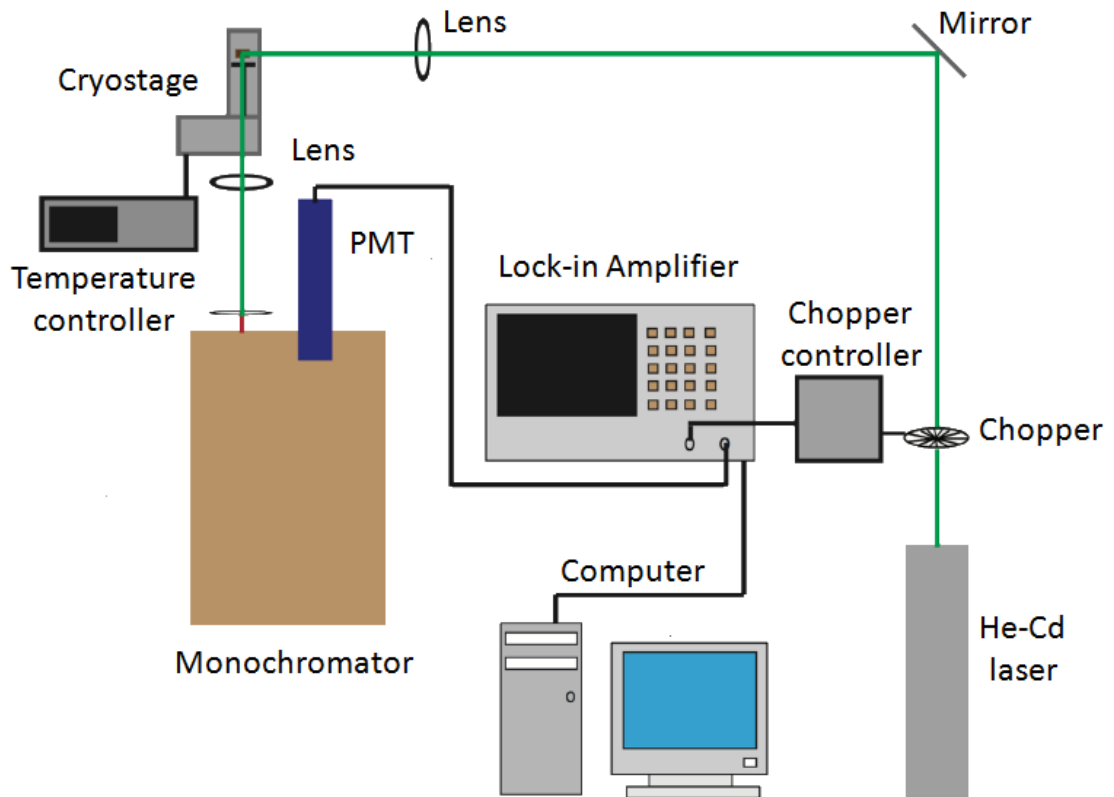 Lens
Mirror
Cryostage
Lens
PMT
Lock-in Amplifier
Temperature
controller
Chopper
controller
Chopper
Computer
He-Cd
laser
Monochromator